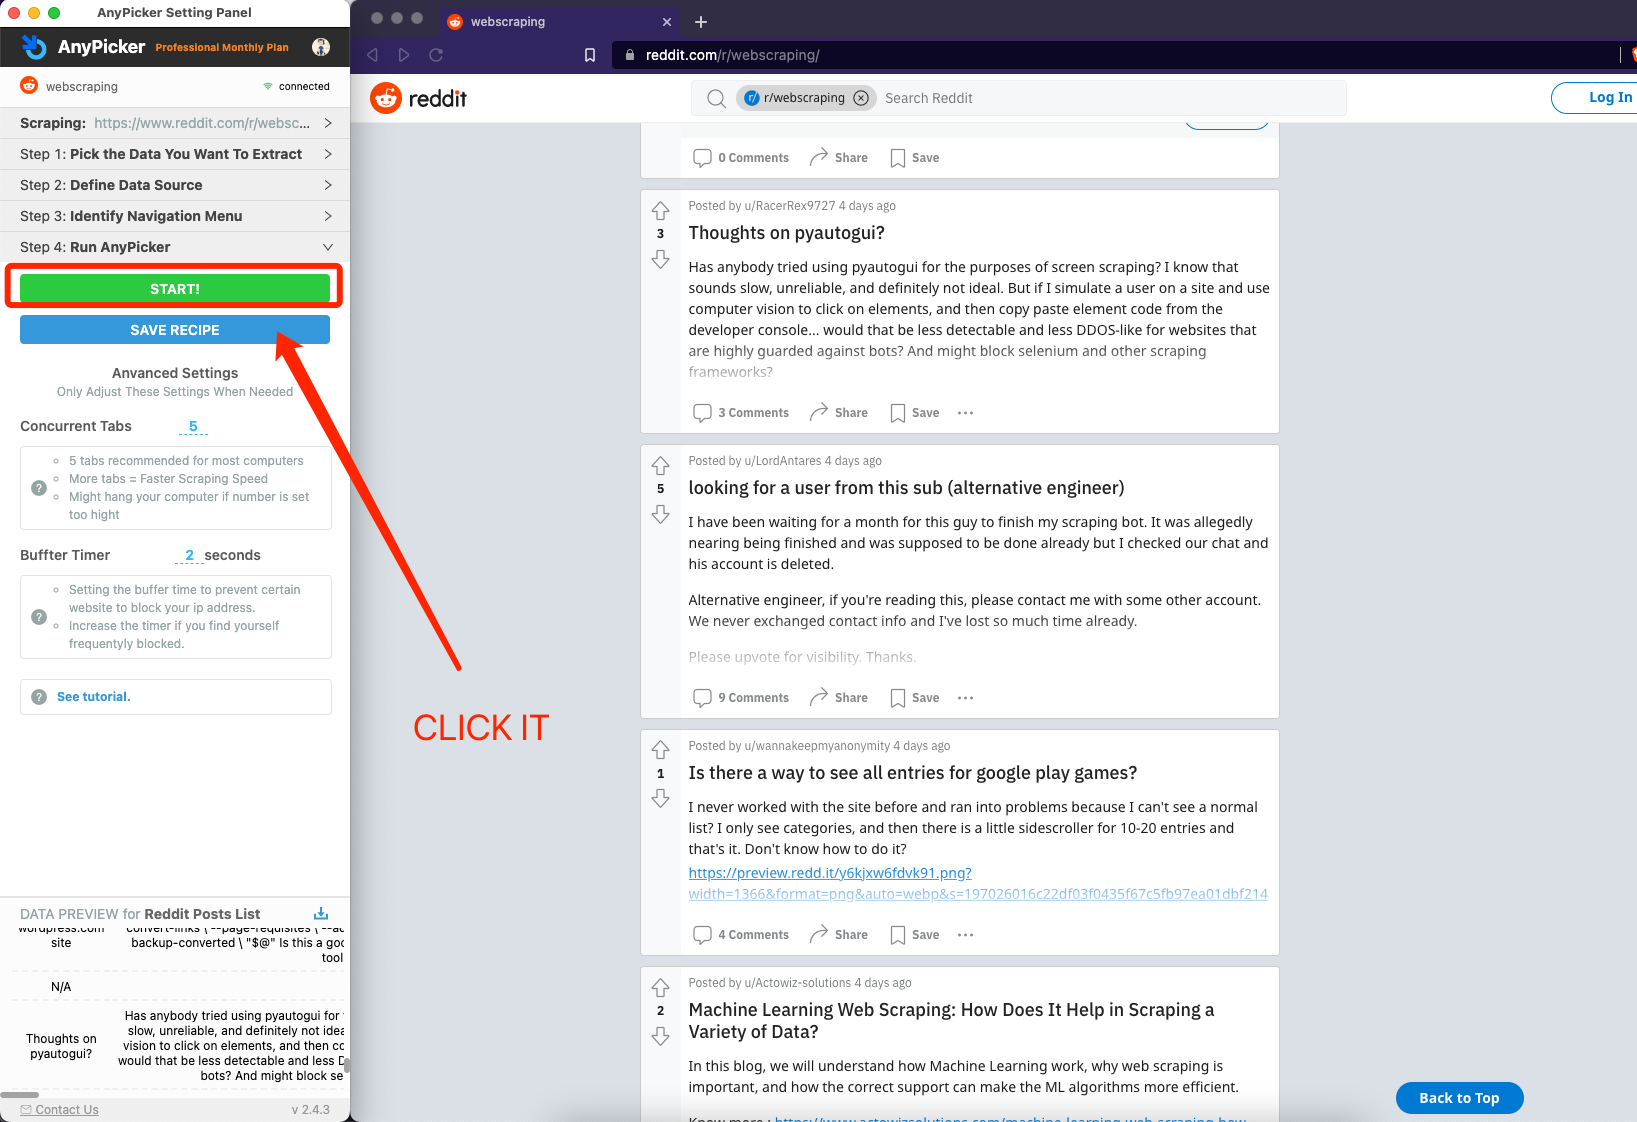 AnyPicker Setting Panel
AnyPicker Professional Monthly Plan
webscraping
connected
Scraping: https://www.reddit.com/r/websc...
Step 1: Pick the Data You Want To Extract
Step 2: Define Data Source
Step 3: Identify Navigation Menu
Step 4: Run AnyPicker
START!
SAVE RECIPE
Anvanced Settings
Only Adjust These Settings When Needed
Concurrent Tabs 5
5 tabs recommended for most computers
More tabs = Faster Scraping Speed
Might hang your computer if number is set
too hight
Buffter Timer 2 seconds
Setting the buffer time to prevent certain
website to block your ip address.
Increase the timer if you find yourself
frequentyly blocked.
See tutorial.
CLICK IT
DATA PREVIEW for Reddit Posts List
wordpress.com
site
convert-links \ --page-requisites \
backup-converted \ "$@" Is this a
tool
N/A
Thoughts on
pyautogui?
Has anybody tried using pyautogui for
slow, unreliable, and definitely not
vision to click on elements, and then
would that be less detectable and less
bots? And might block se
Contact Us
v 2.4.3
webscraping
reddit.com/r/webscraping/
reddit
r/ r/webscraping Search Reddit
Log In
0 Comments Share Save
Posted by u/RacerRex9727 4 days ago
3
Thoughts on pyautogui?
Has anybody tried using pyautogui for the purposes of screen scraping? I know that
sounds slow, unreliable, and definitely not ideal. But if I simulate a user on a site and use
computer vision to click on elements, and then copy paste element code from the
developer console... would that be less detectable and less DDOS-like for websites that
are highly guarded against bots? And might block selenium and other scraping
frameworks?
3 Comments Share Save ...
Posted by u/LordAntares 4 days ago
5
looking for a user from this sub (alternative engineer)
I have been waiting for a month for this guy to finish my scraping bot. It was allegedly
nearing being finished and was supposed to be done already but I checked our chat and
his account is deleted.
Alternative engineer, if you're reading this, please contact me with some other account.
We never exchanged contact info and I've lost so much time already.
Please upvote for visibility. Thanks.
9 Comments Share Save ...
Posted by u/wannakeepmyanonymity 4 days ago
1
Is there a way to see all entries for google play games?
I never worked with the site before and ran into problems because I can't see a normal
list? I only see categories, and then there is a little sidescroller for 10-20 entries and
that's it. Don't know how to do it?
https://preview.redd.it/y6kjxw6fdvk91.png?
width=1366&format=png&auto=webp&s=197026016c22df03f0435f67c5fb97ea01dbf214
4 Comments Share Save ...
Posted by u/Actowiz-solutions 4 days ago
2
Machine Learning Web Scraping: How Does It Help in Scraping a
Variety of Data?
In this blog, we will understand how Machine Learning work, why web scraping is
important, and how the correct support can make the ML algorithms more efficient.
Know more : https://www.actowizsolutions.com/machine-learning-web-scraping-how-
Back to Top